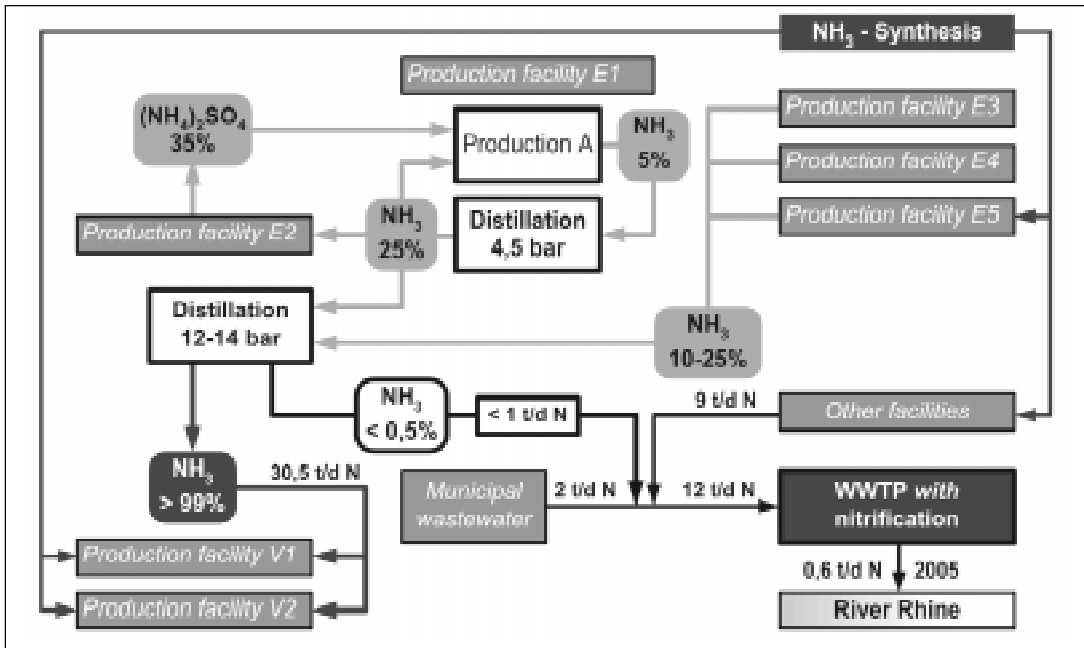 NH₃ - Synthesis
Production facility E1
(NH₄)₂SO₄
35%
Production A
NH₃
5%
Production facility E3
Production facility E4
Production facility E5
Production facility E2
NH₃
25%
Distillation
4,5 bar
Distillation
12-14 bar
NH₃
10-25%
NH₃
< 0,5%
< 1 t/d N
9 t/d N
Other facilities
NH₃
> 99%
30,5 t/d N
Municipal
wastewater
2 t/d N
12 t/d N
WWTP with
nitrification
Production facility V1
0,6 t/d N
2005
Production facility V2
River Rhine